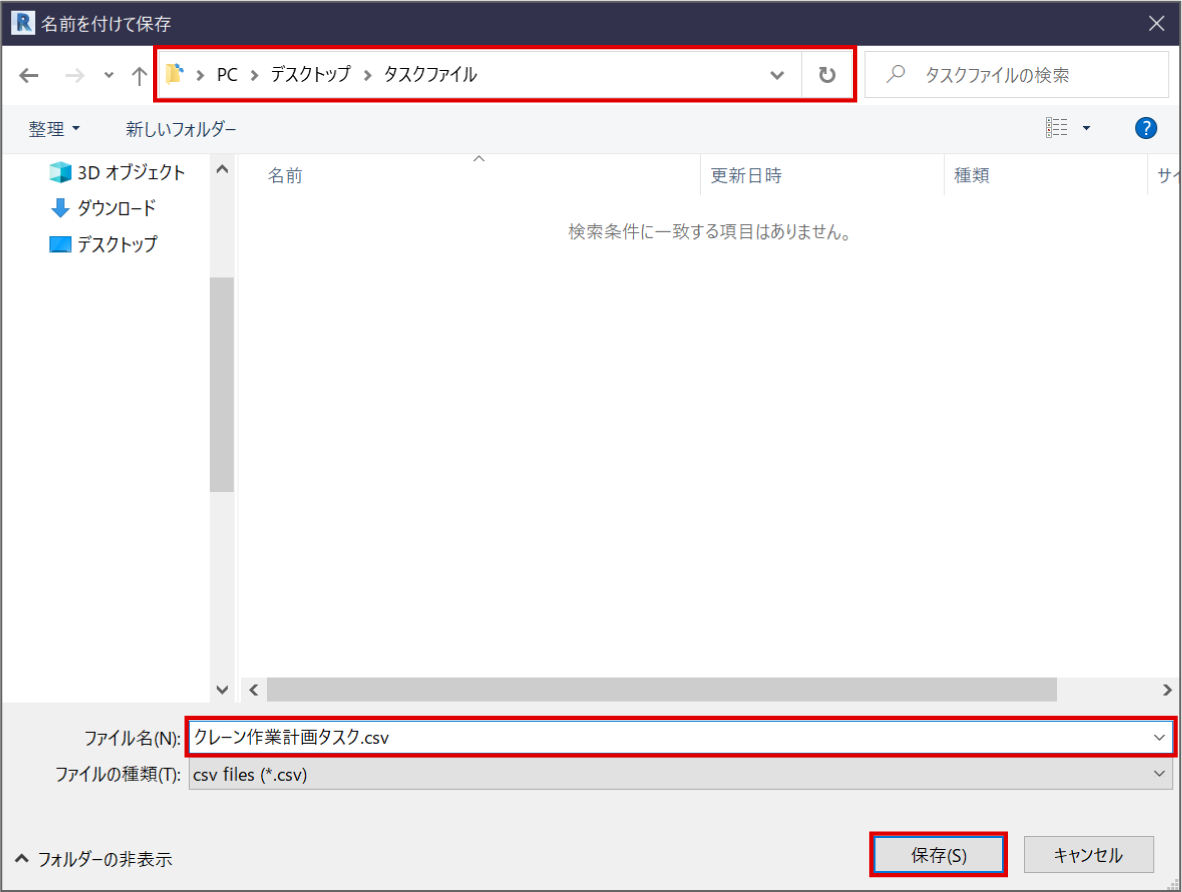 R 名前を付けて保存
PC > デスクトップ > タスクファイル タスクファイルの検索
整理 新しいフォルダー ?
3D オブジェクト
ダウンロード
デスクトップ
名前 更新日時 種類
検索条件に一致する項目はありません。
ファイル名(N): クレーン作業計画タスク.csv
ファイルの種類(T): csv files (*.csv)
フォルダーの非表示 保存(S) キャンセル